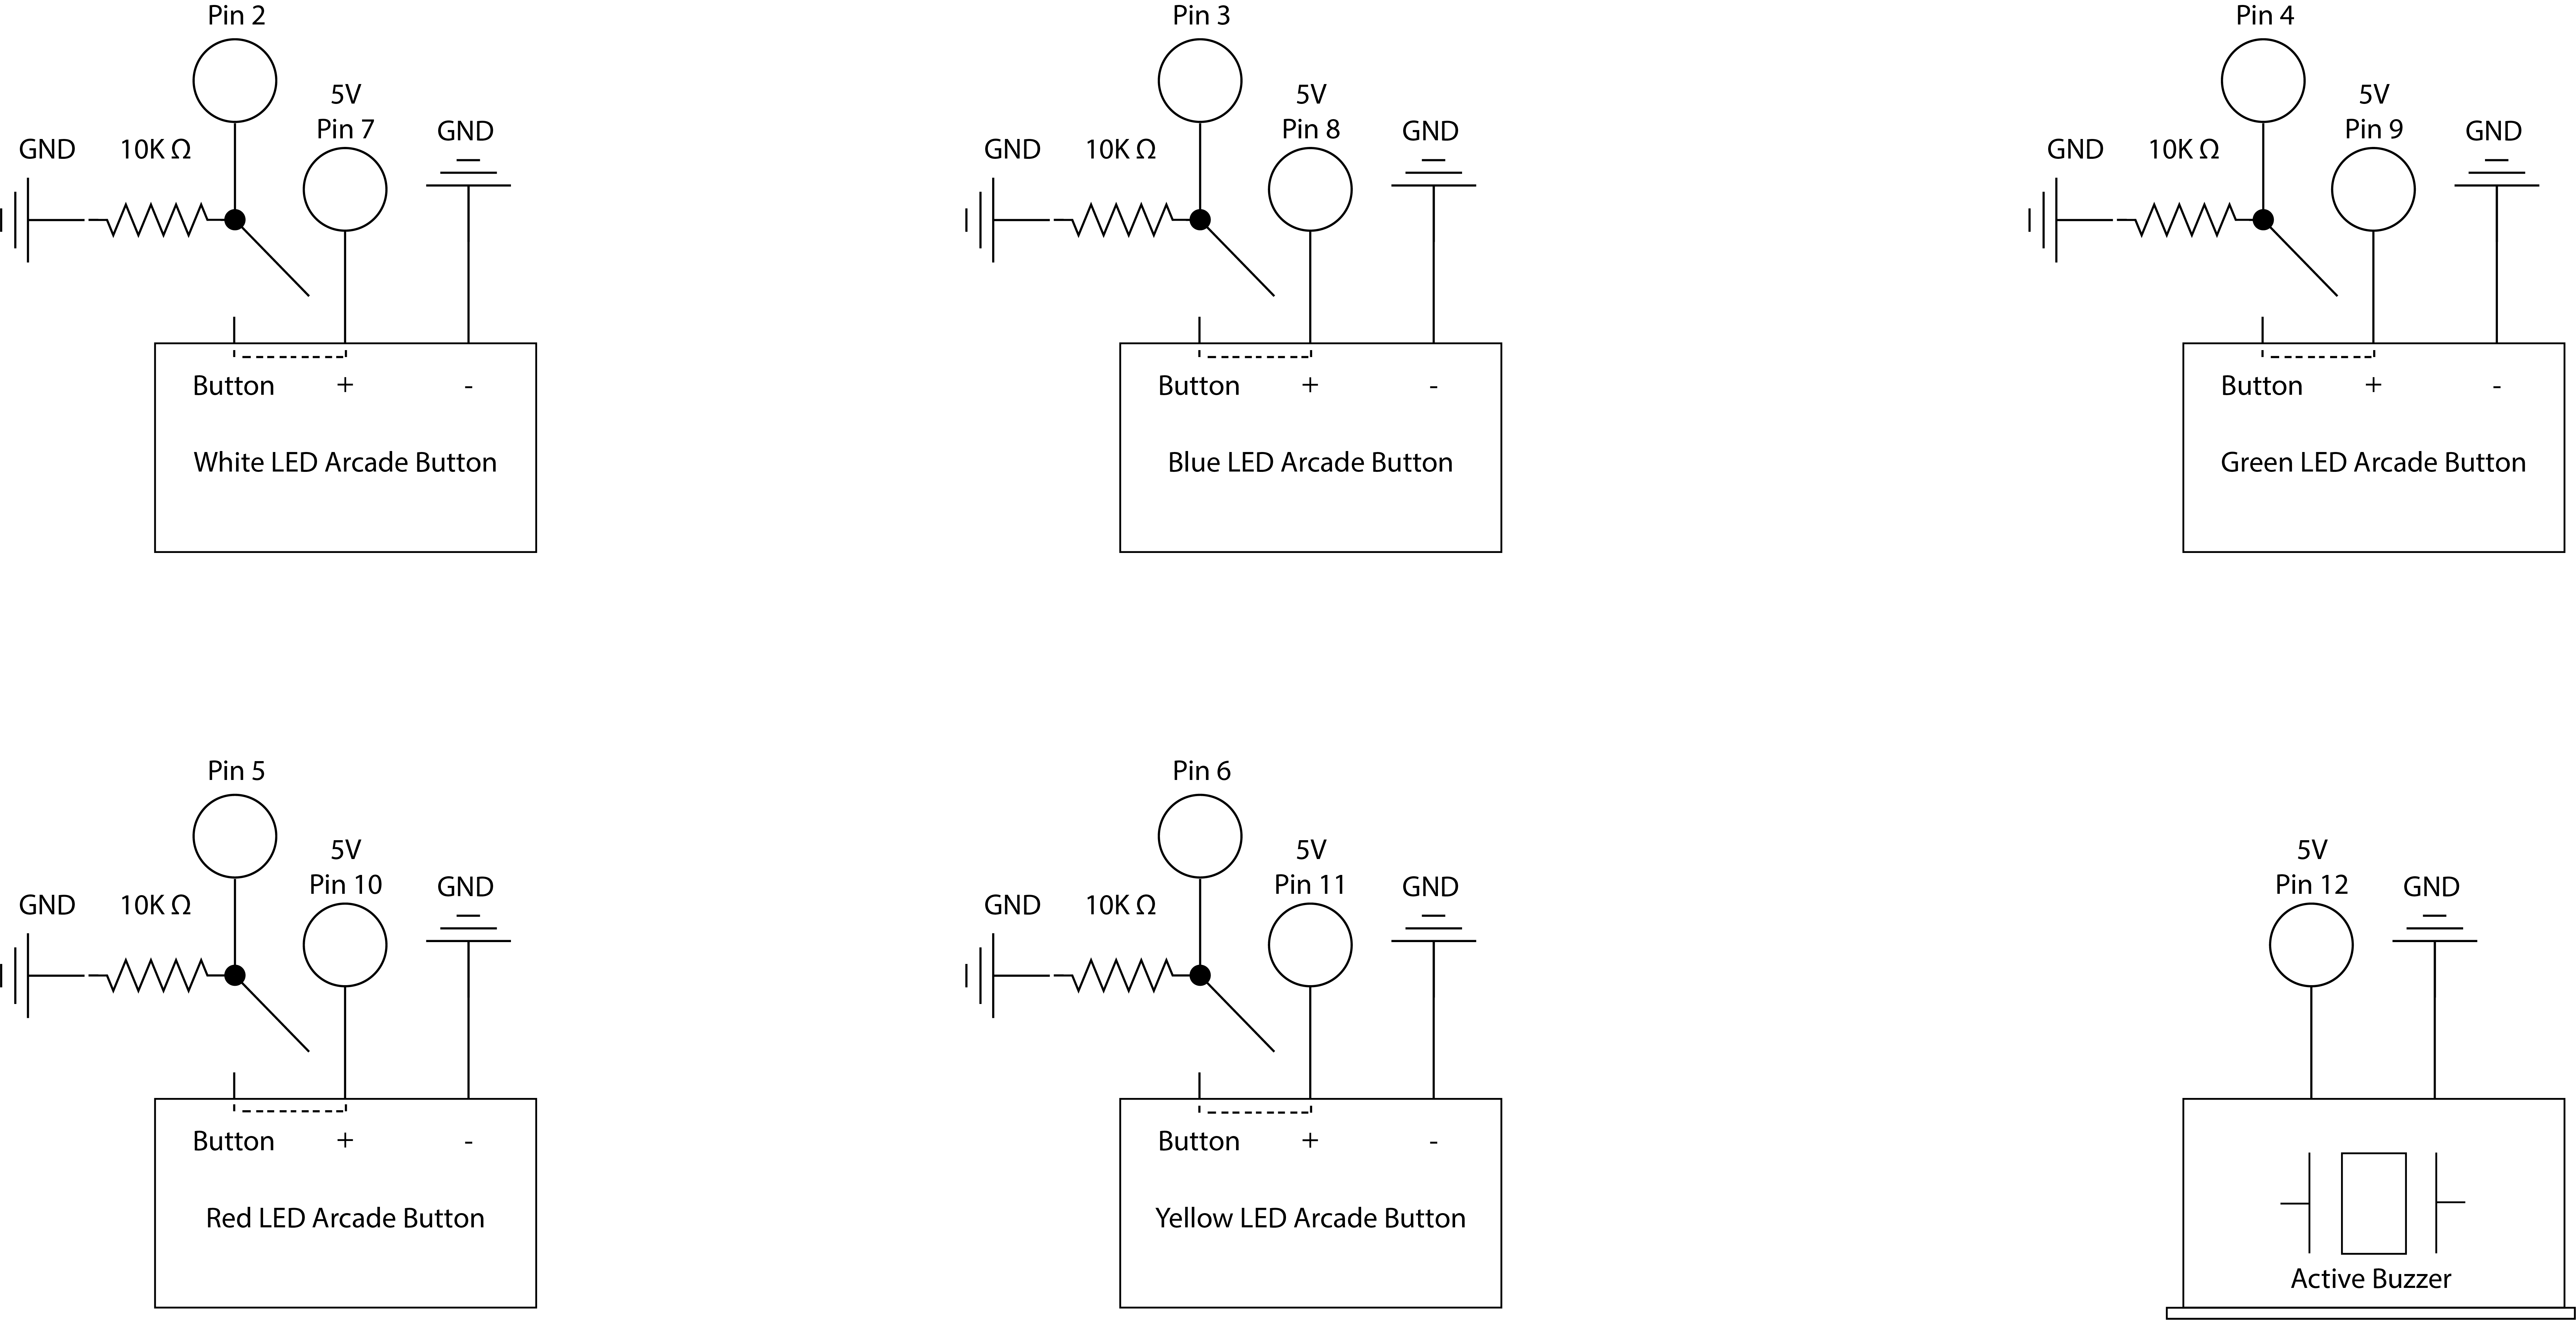 Pin 2
5V
Pin 7
GND
GND
10K Ω
Button
+
-
White LED Arcade Button
Pin 3
5V
Pin 8
GND
GND
10K Ω
Button
+
-
Blue LED Arcade Button
Pin 4
5V
Pin 9
GND
GND
10K Ω
Button
+
-
Green LED Arcade Button
Pin 5
5V
Pin 10
GND
GND
10K Ω
Button
+
-
Red LED Arcade Button
Pin 6
5V
Pin 11
GND
GND
10K Ω
Button
+
-
Yellow LED Arcade Button
5V
Pin 12
GND
Active Buzzer